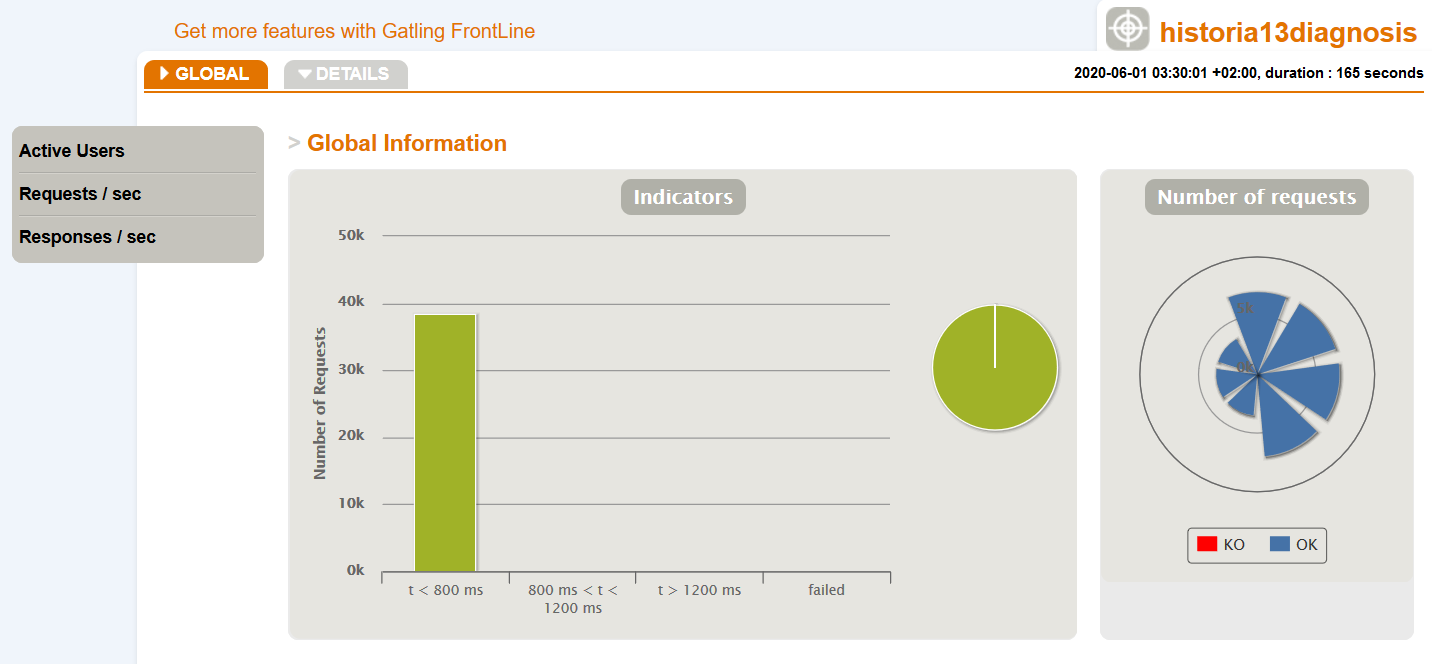 Get more features with Gatling FrontLine
historia13diagnosis
GLOBAL
DETAILS
2020-06-01 03:30:01 +02:00, duration : 165 seconds
Active Users
Requests / sec
Responses / sec
> Global Information
Indicators
Number of Requests
50k
40k
30k
20k
10k
0k
t < 800 ms
800 ms < t <
1200 ms
t > 1200 ms
failed
Number of requests
5k
0k
KO
OK